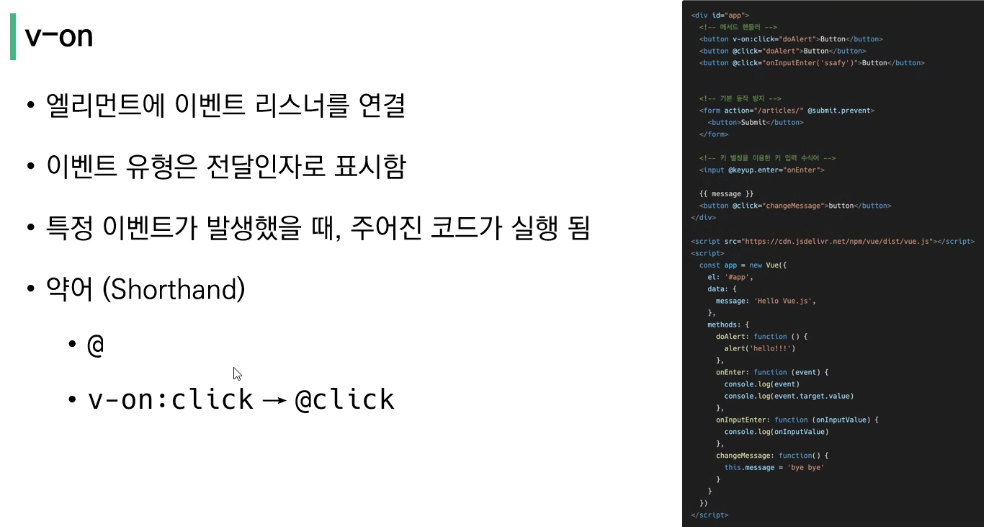 v-on
• 엘리먼트에 이벤트 리스너를 연결
• 이벤트 유형은 전달인자로 표시함
• 특정 이벤트가 발생했을 때, 주어진 코드가 실행 됨
• 약어 (Shorthand)
• @
• v-on:click → @click
<div id="app">
<!-- 메서드 핸들러 -->
<button v-on:click="doAlert">Button</button>
<button @click="doAlert">Button</button>
<button @click="onInputEnter('ssafy')">Button</button>
<!-- 기본 동작 방지 -->
<form action="/articles/" @submit.prevent>
<button>Submit</button>
</form>
<!-- 키 별칭을 이용한 키 입력 수식어 -->
<input @keyup.enter="onEnter">
{{ message }}
<button @click="changeMessage">button</button>
</div>
<script src="https://cdn.jsdelivr.net/npm/vue/dist/vue.js"></script>
<script>
const app = new Vue({
el: '#app',
data: {
message: 'Hello Vue.js',
},
methods: {
doAlert: function () {
alert('hello!!!')
},
onEnter: function (event) {
console.log(event)
console.log(event.target.value)
},
onInputEnter: function (onInputValue) {
console.log(onInputValue)
},
changeMessage: function() {
this.message = 'bye bye'
}
}
})
</script>